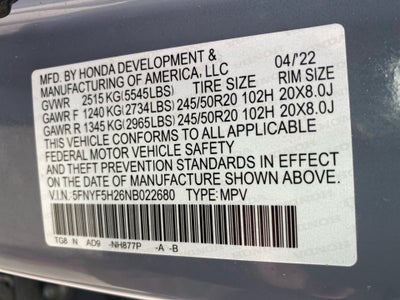 MFD. BY HONDA DEVELOPMENT & 04/'22
MANUFACTURING OF AMERICA, LLC
GVWR 2515 KG(5545LBS) TIRE SIZE RIM SIZE
GAWR F 1240 KG(2734LBS) 245/50R20 102H 20X8.0J
GAWR R 1345 KG(2965LBS) 245/50R20 102H 20X8.0J
THIS VEHICLE CONFORMS TO ALL APPLICABLE
FEDERAL MOTOR VEHICLE SAFETY
AND THEFT PREVENTION STANDARDS IN EFFECT
ON THE DATE OF MANUFACTURE SHOWN ABOVE.
V.I.N. 5FNYF5H26NB022680 TYPE: MPV
TG8 N AD9 -NH877P -A -B